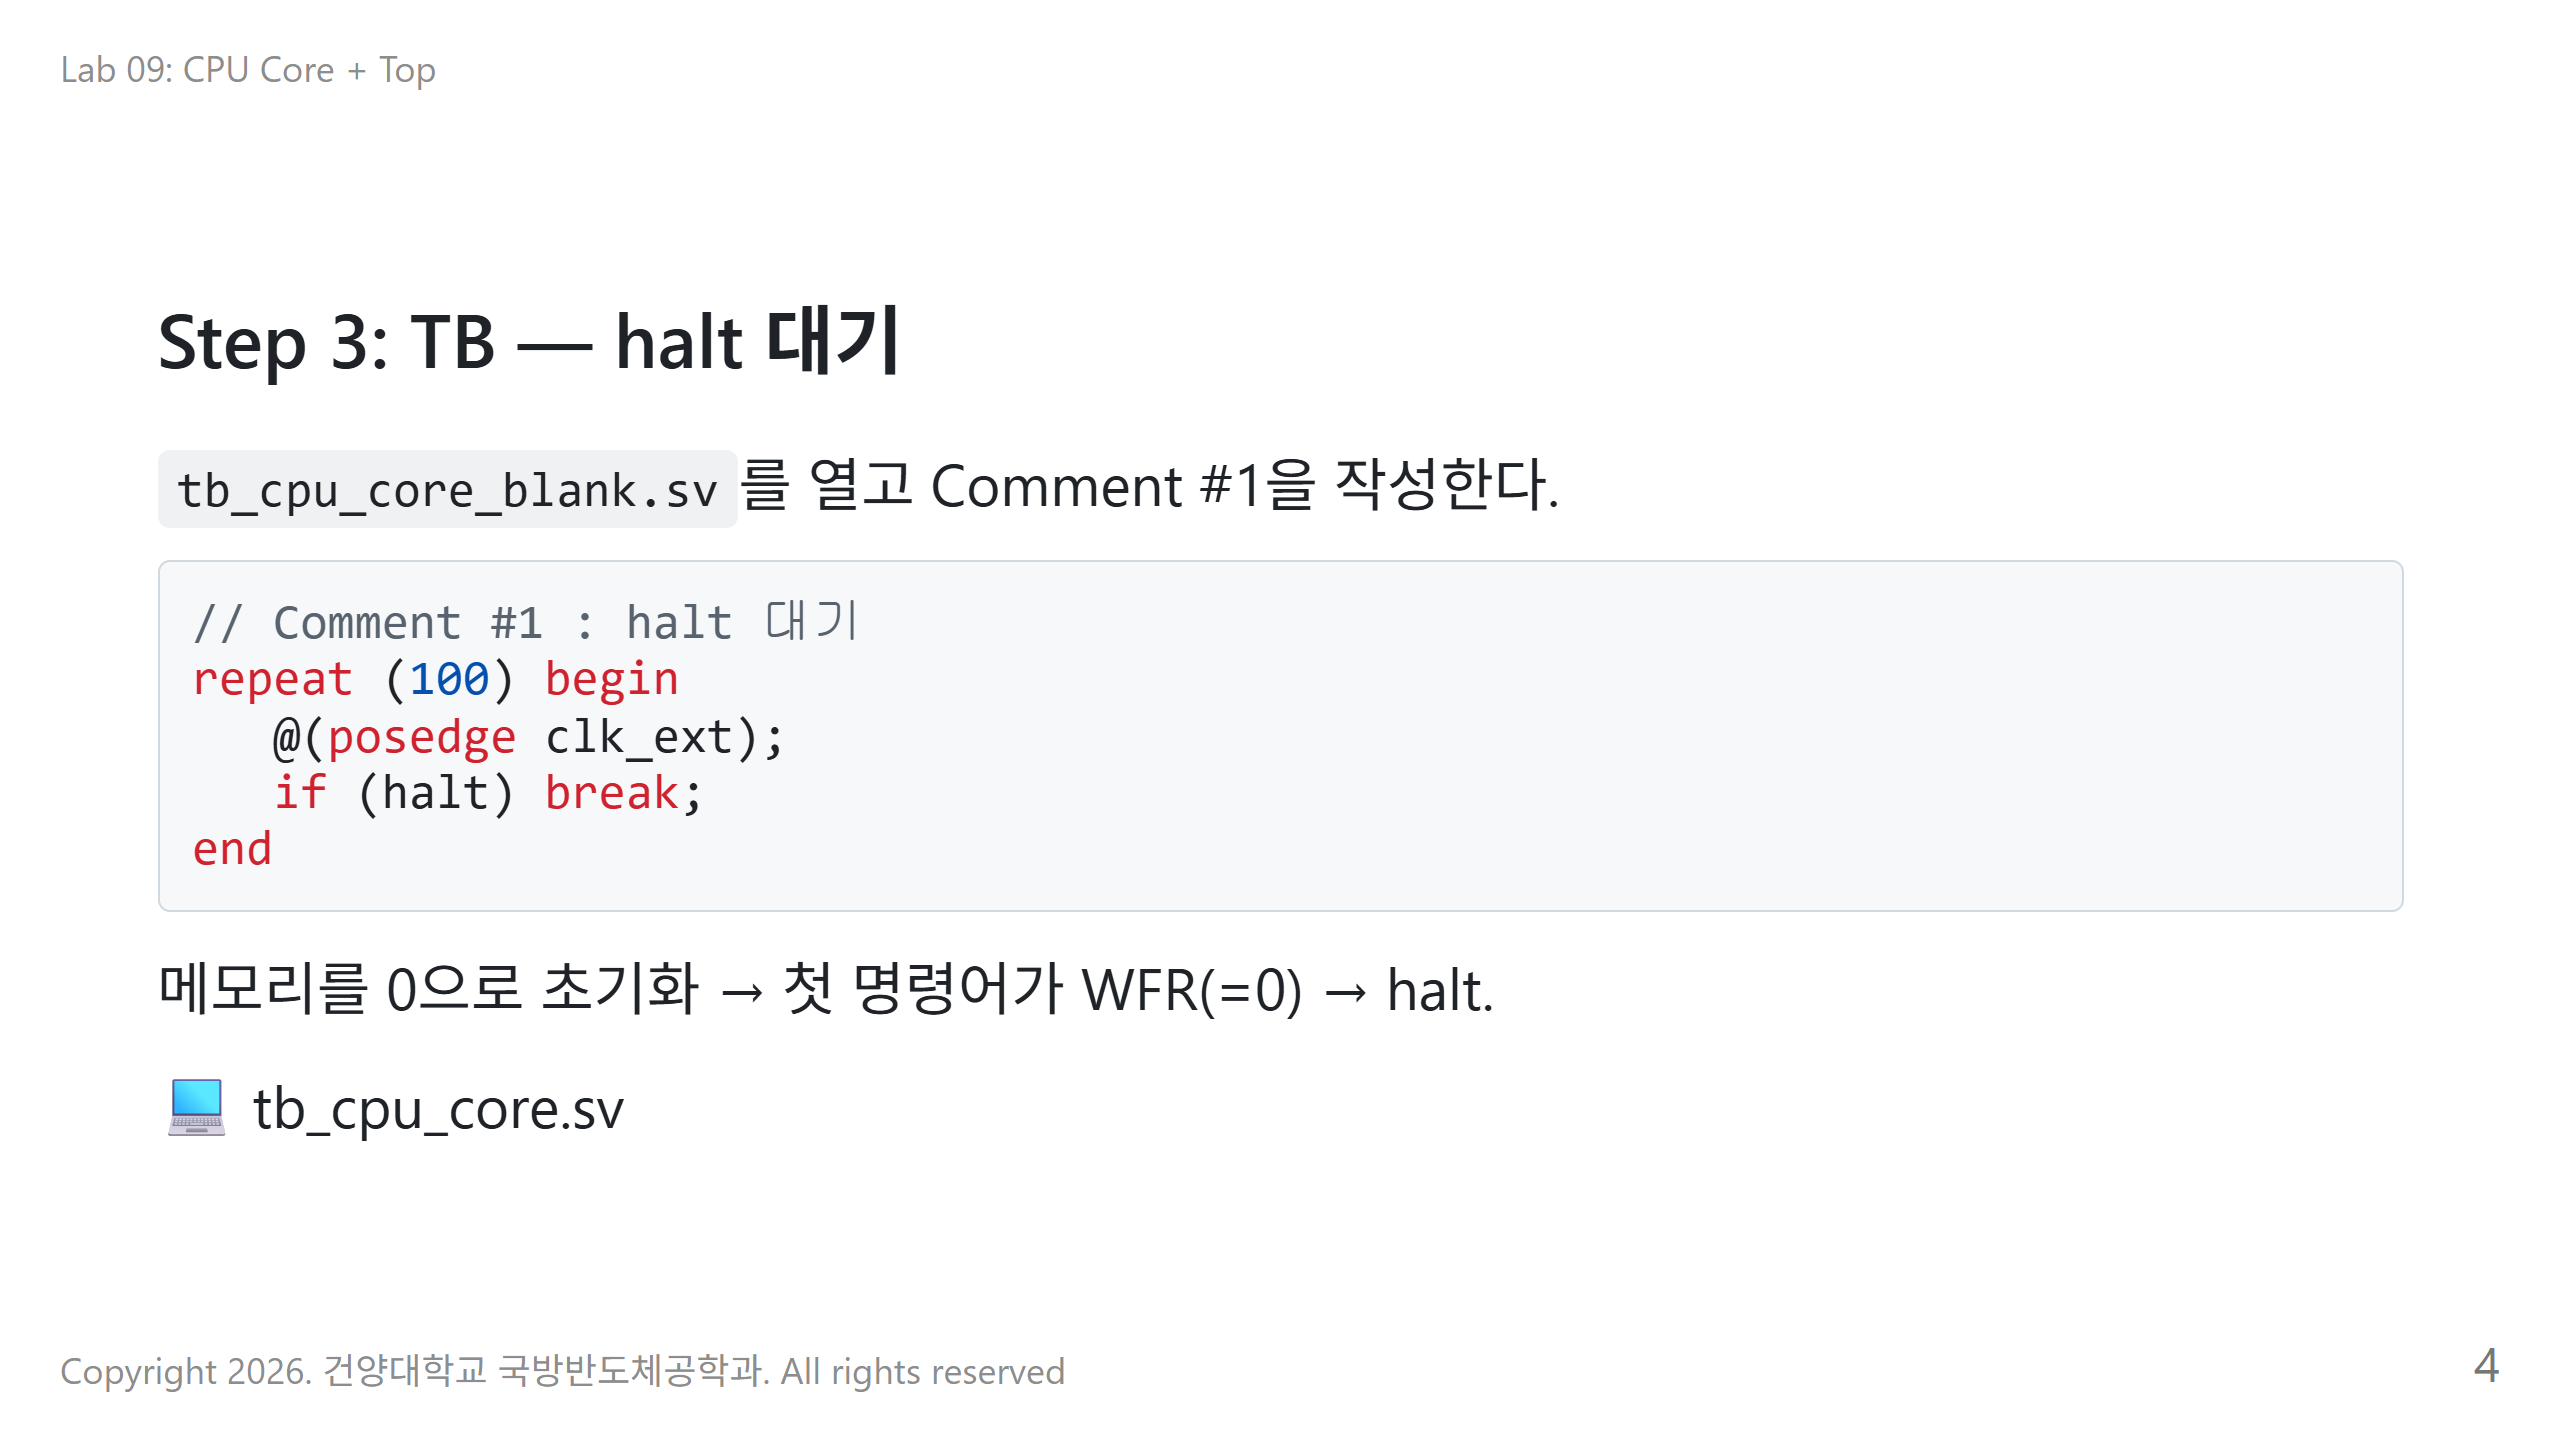 Lab 09: CPU Core + Top
Step 3: TB — halt 대기
tb_cpu_core_blank.sv를 열고 Comment #1을 작성한다.
// Comment #1 : halt 대기
repeat (100) begin
    @(posedge clk_ext);
    if (halt) break;
end
메모리를 0으로 초기화 → 첫 명령어가 WFR(=0) → halt.
💻 tb_cpu_core.sv
Copyright 2026. 건양대학교 국방반도체공학과. All rights reserved
4